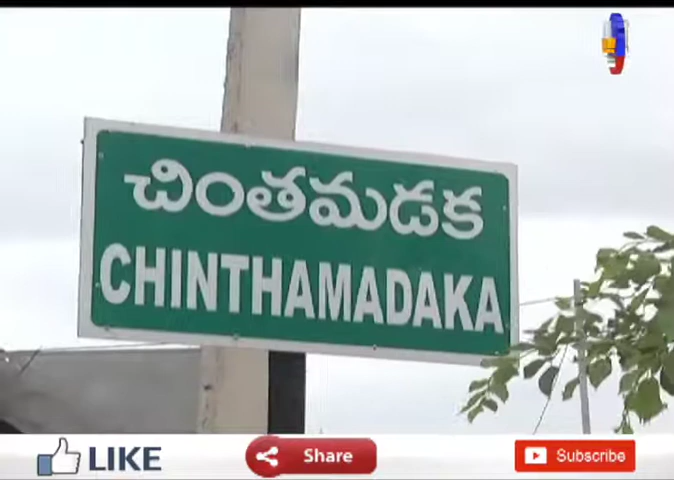 చింతమడక
CHINTHAMADAKA
LIKE
Share
Subscribe